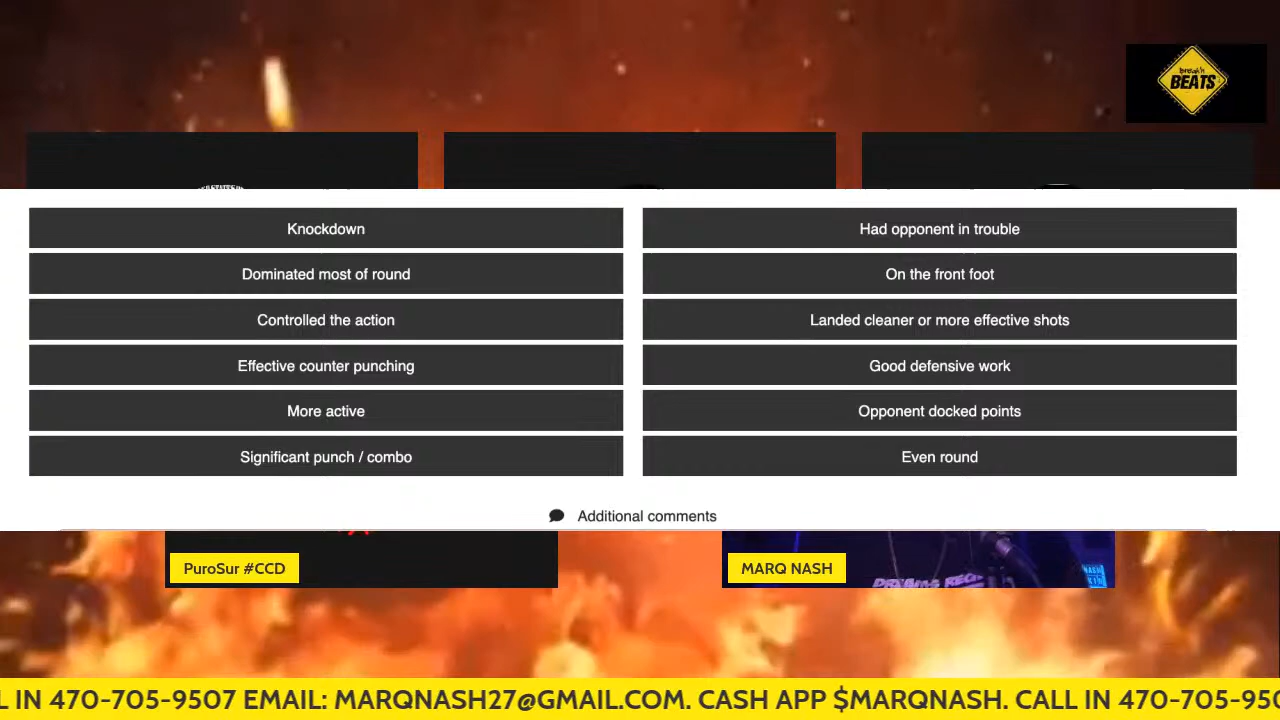 break'n
BEATS
Knockdown
Had opponent in trouble
Dominated most of round
On the front foot
Controlled the action
Landed cleaner or more effective shots
Effective counter punching
Good defensive work
More active
Opponent docked points
Significant punch / combo
Even round
Additional comments
PuroSur #CCD
MARQ NASH
L IN 470-705-9507 EMAIL: MARQNASH27@GMAIL.COM. CASH APP $MARQNASH. CALL IN 470-705-950